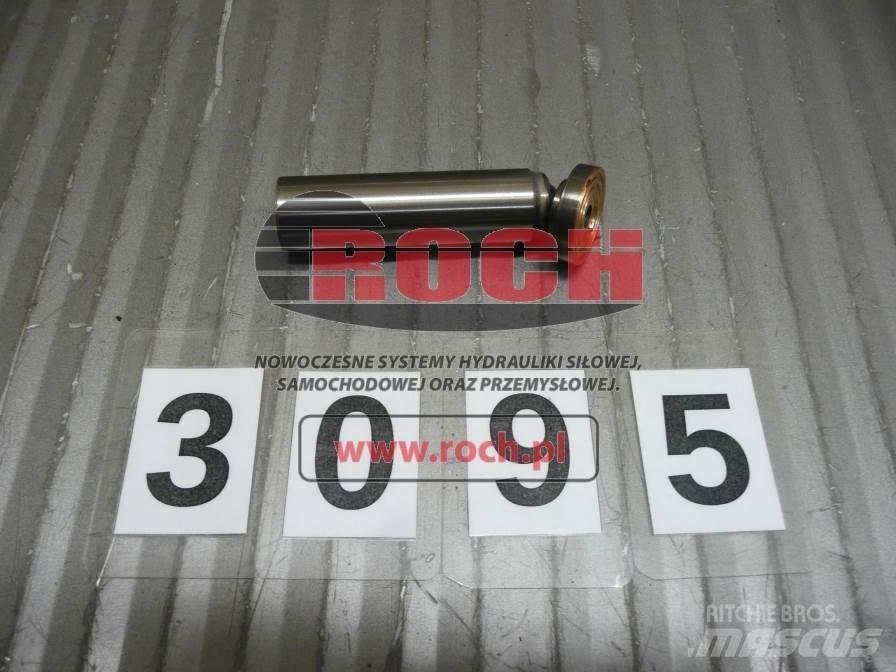 ROCH
NOWOCZESNE SYSTEMY HYDRAULIKI SIŁOWEJ,
SAMOCHODOWEJ ORAZ PRZEMYSŁOWEJ.
3 0 9 5
www.roch.pl
RITCHIE BROS.
MASCUS